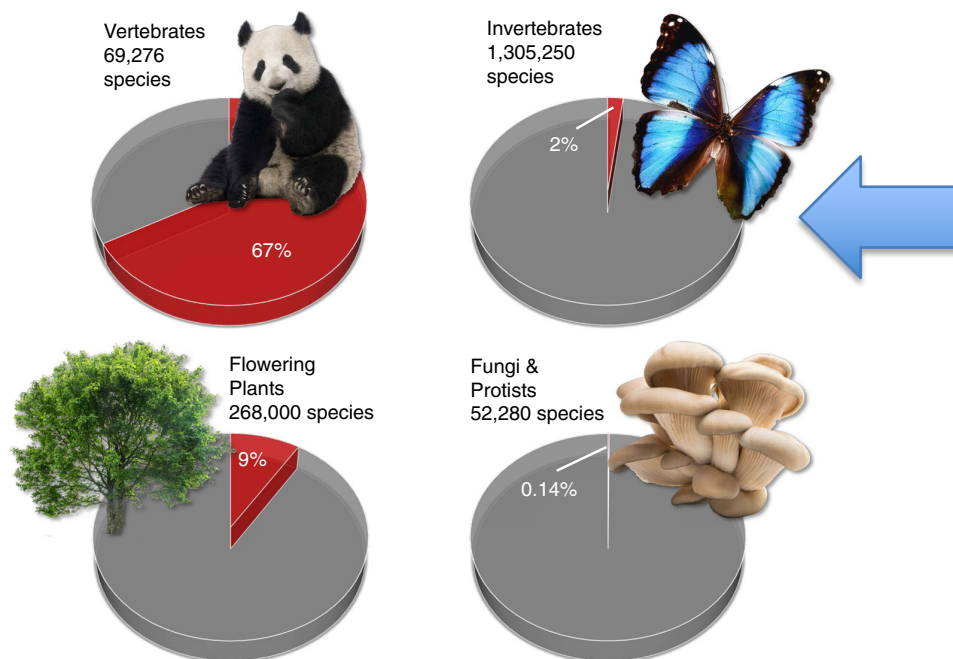 Vertebrates
69,276
species
67%
Invertebrates
1,305,250
species
2%
Flowering
Plants
268,000 species
9%
Fungi &
Protists
52,280 species
0.14%